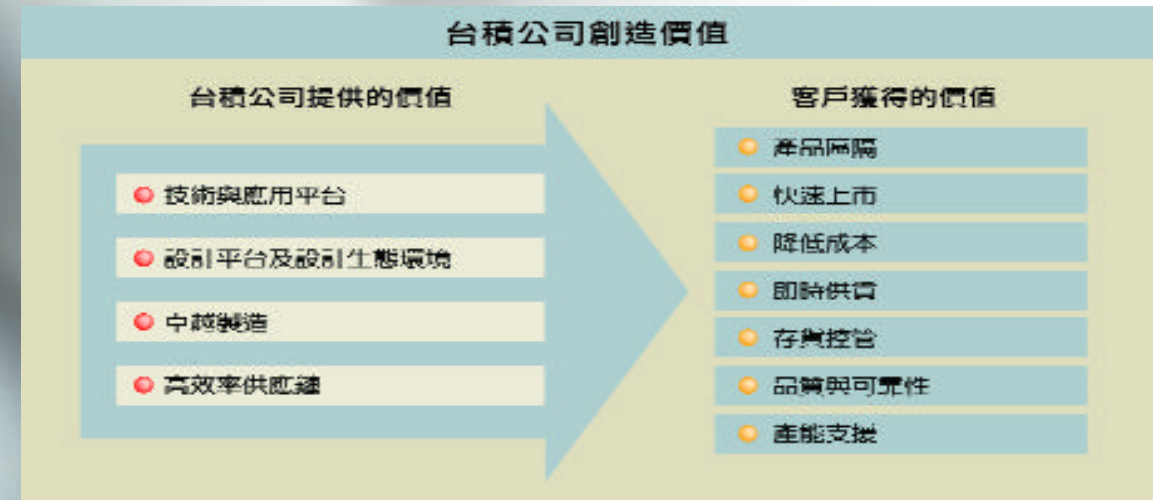 台積公司創造價值
台積公司提供的價值
技術與應用平台
設計平台及設計生態環境
卓越製造
高效率供應鏈
客戶獲得的價值
產品區隔
快速上市
降低成本
即時供貨
存貨控管
品質與可靠性
產能支援